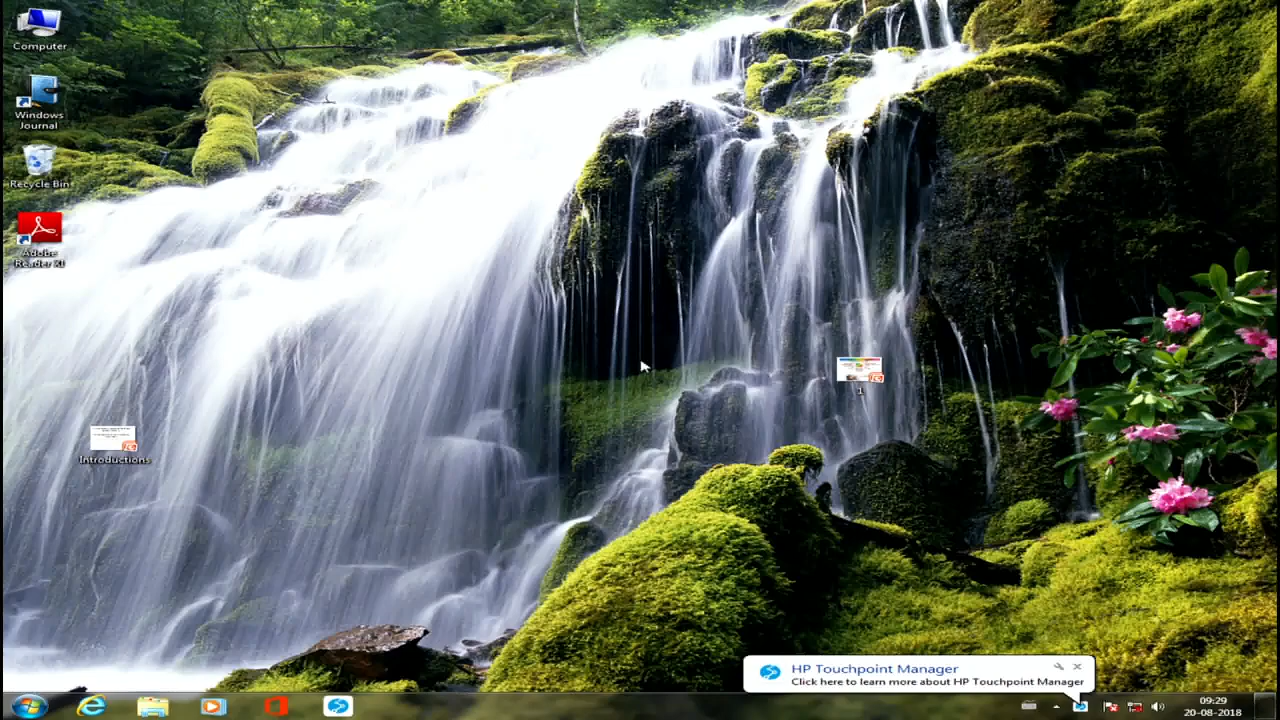 Computer
Windows
Journal
Recycle Bin
Adobe
Reader XI
1
Introductions
HP Touchpoint Manager
Click here to learn more about HP Touchpoint Manager
09:29
20-08-2018